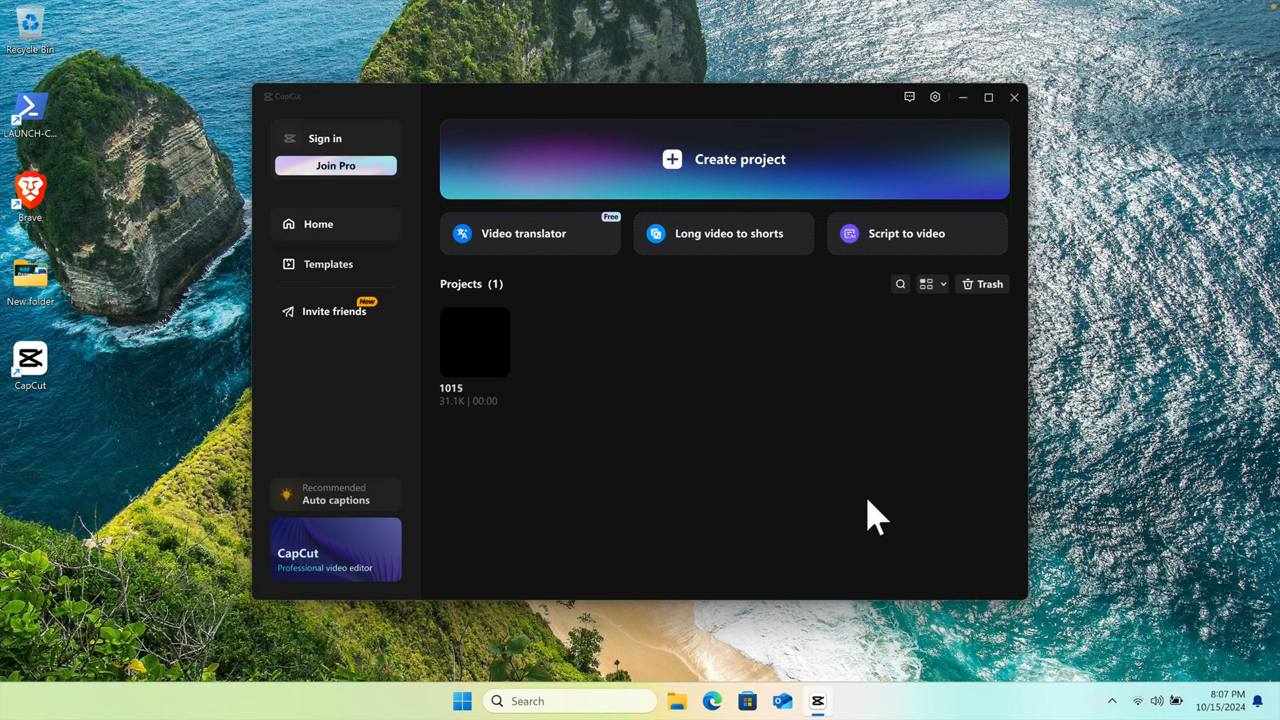 Recycle Bin
LAUNCH-C...
Brave
New folder
CapCut
CapCut
Sign in
Join Pro
Home
Templates
Invite friends
New
Recommended
Auto captions
CapCut
Professional video editor
Create project
Video translator
Free
Long video to shorts
Script to video
Projects (1)
Trash
1015
31.1K | 00:00
Search
8:07 PM
10/15/2024